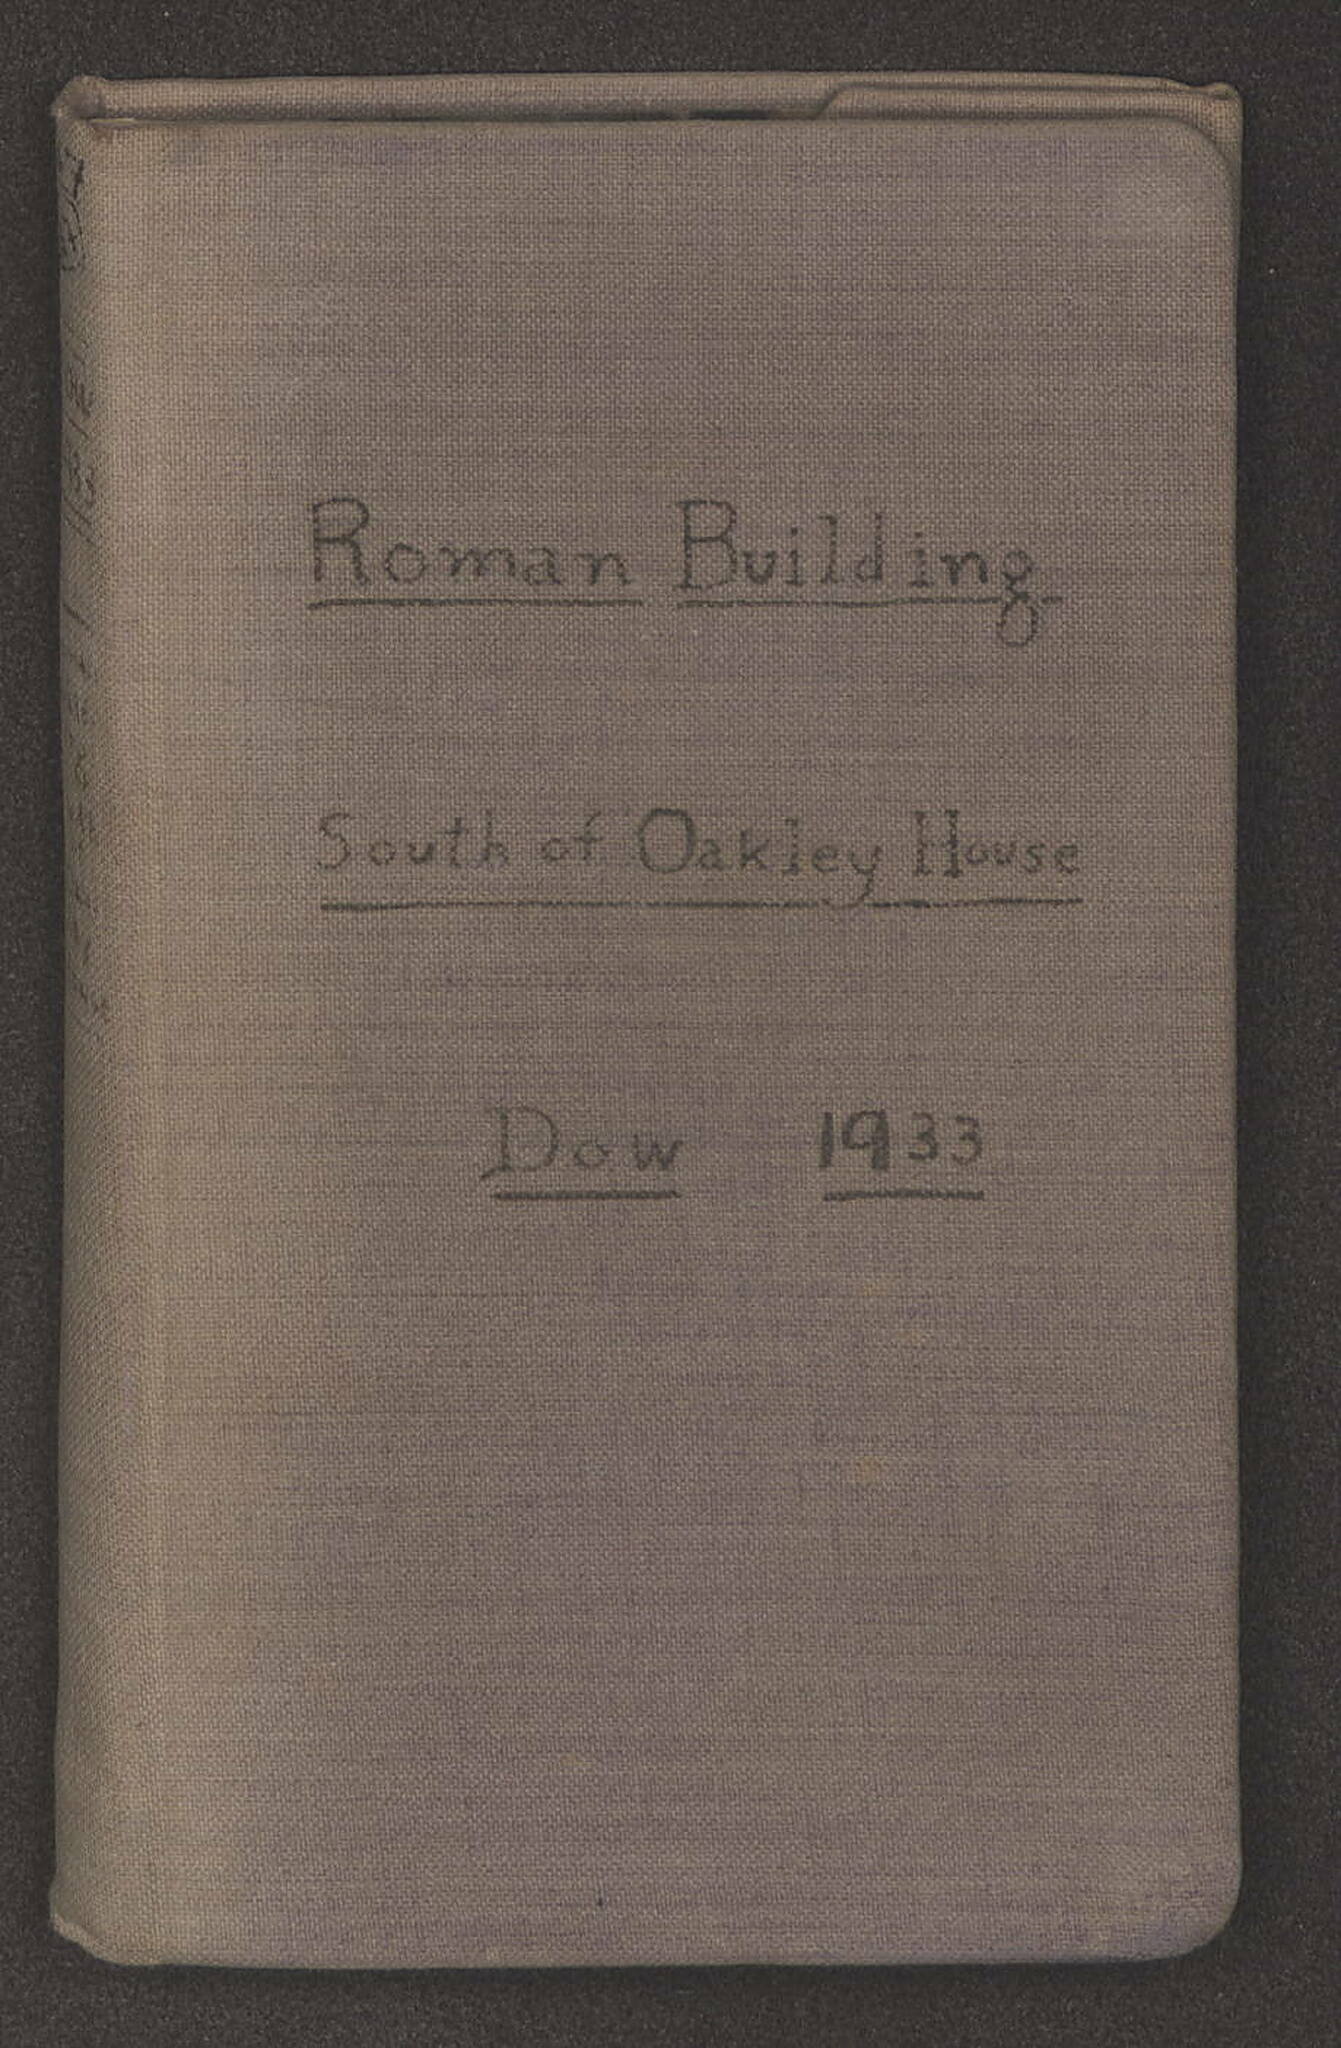 Roman Building
South of Oakley House
Dow 1933